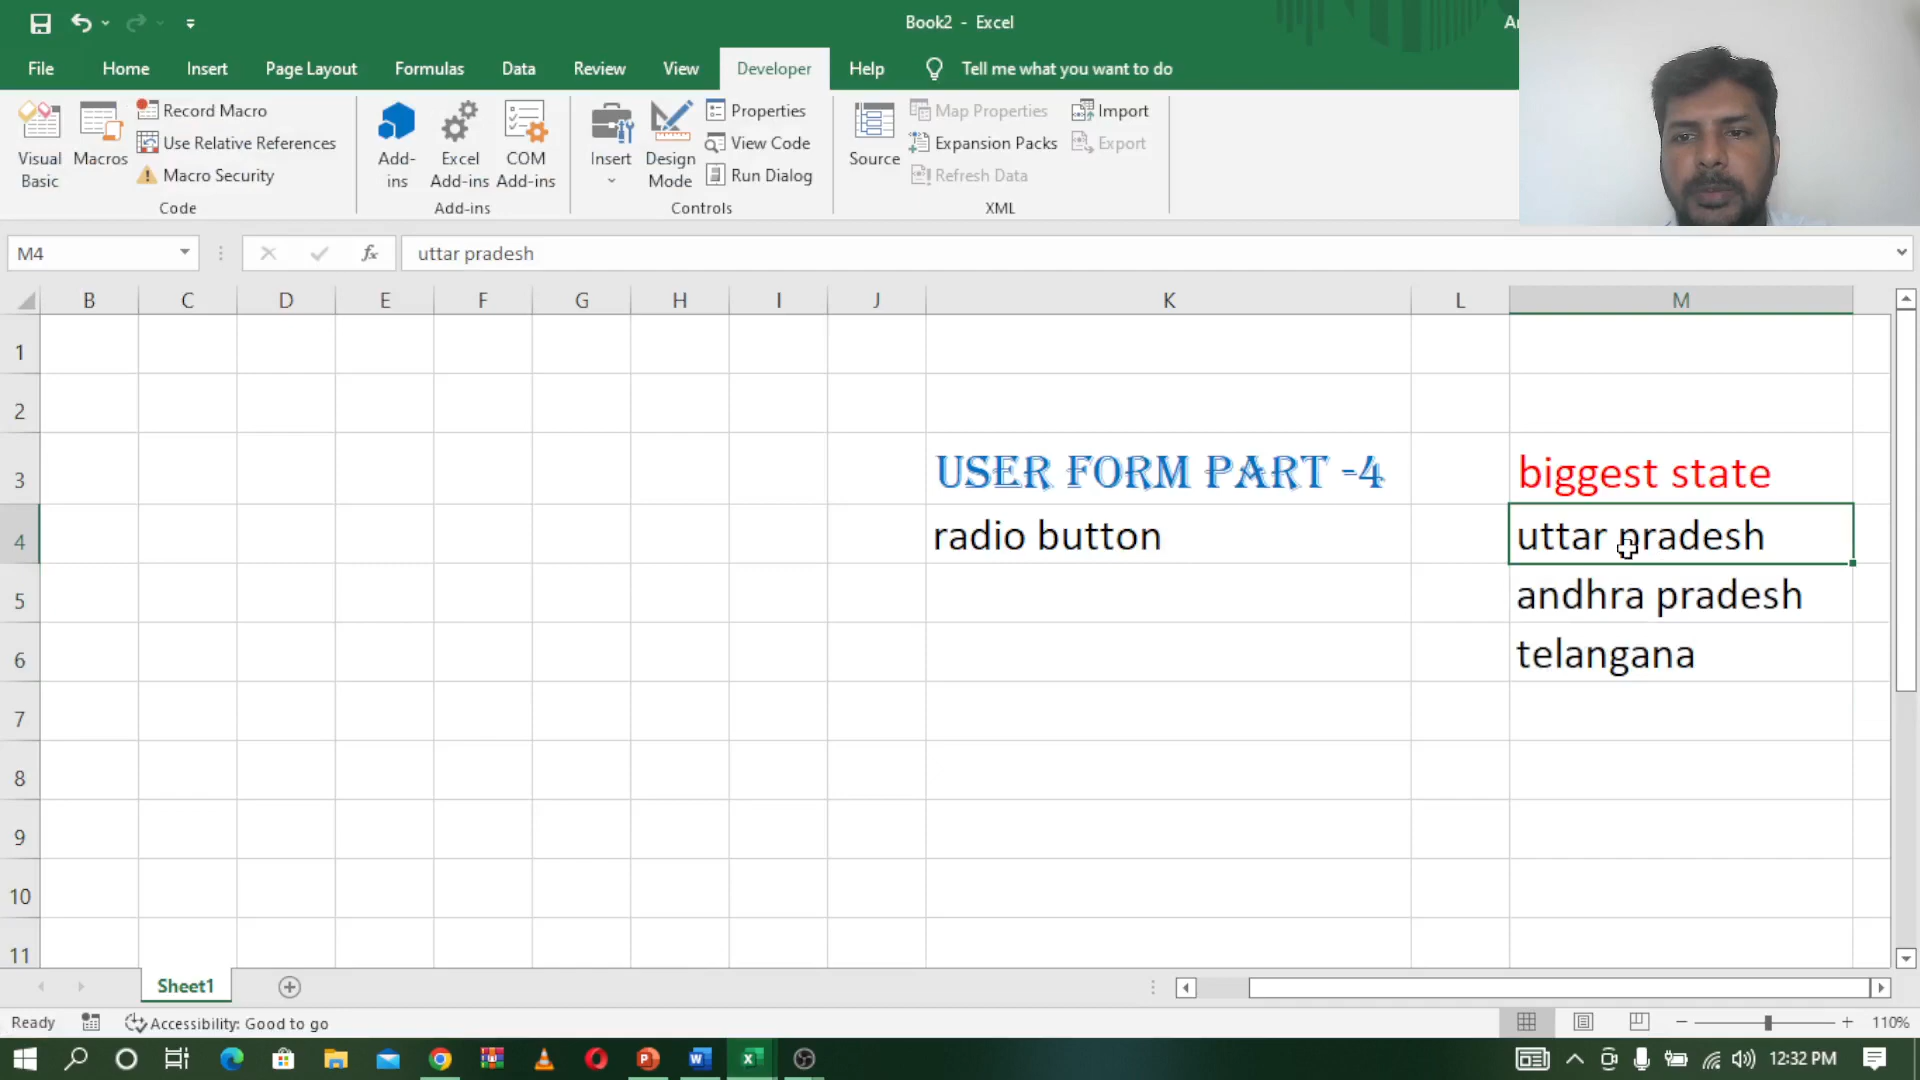 Book2 - Excel
File Home Insert Page Layout Formulas Data Review View Developer Help Tell me what you want to do
Visual Basic
Macros
Record Macro
Use Relative References
Macro Security
Code
Add-ins
Excel Add-ins
COM Add-ins
Add-ins
Insert
Design Mode
Properties
View Code
Run Dialog
Controls
Source
Map Properties
Expansion Packs
Refresh Data
Import
Export
XML
M4
fx
uttar pradesh
B C D E F G H I J K L M
1
2
3 USER FORM PART -4 biggest state
4 radio button uttar pradesh
5 andhra pradesh
6 telangana
7
8
9
10
11
Sheet1
Ready Accessibility: Good to go 110%
12:32 PM